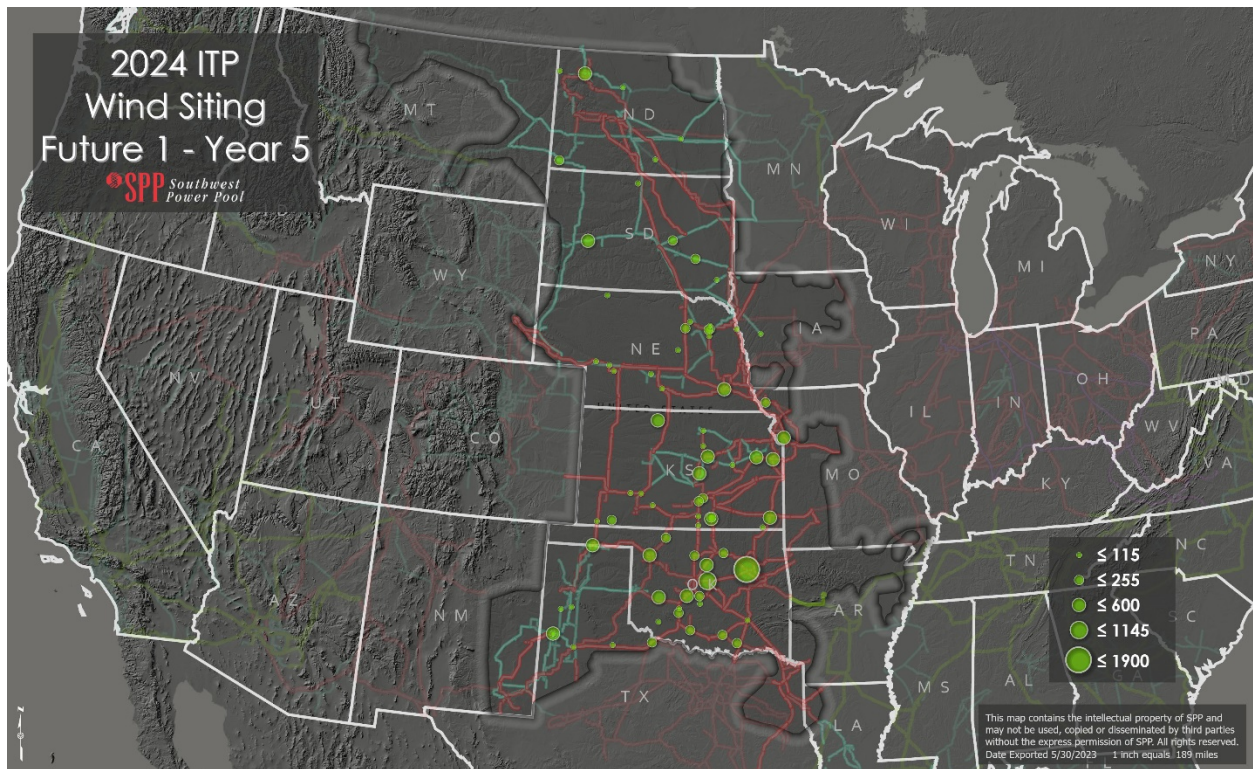 2024 ITP
Wind Siting
Future 1 - Year 5
SPP Southwest
Power Pool
MT
ND
MN
SD
WI
MI
NY
WY
IA
PA
NE
NV
UT
IL
IN
OH
WV
CA
CO
KS
MO
KY
VA
AZ
NM
OK
AR
TN
NC
SC
TX
MS
AL
GA
LA
≤ 115
≤ 255
≤ 600
≤ 1145
≤ 1900
This map contains the intellectual property of SPP and
may not be used, copied or disseminated by third parties
without the express permission of SPP. All rights reserved.
Date Exported 5/30/2023 1 inch equals 189 miles